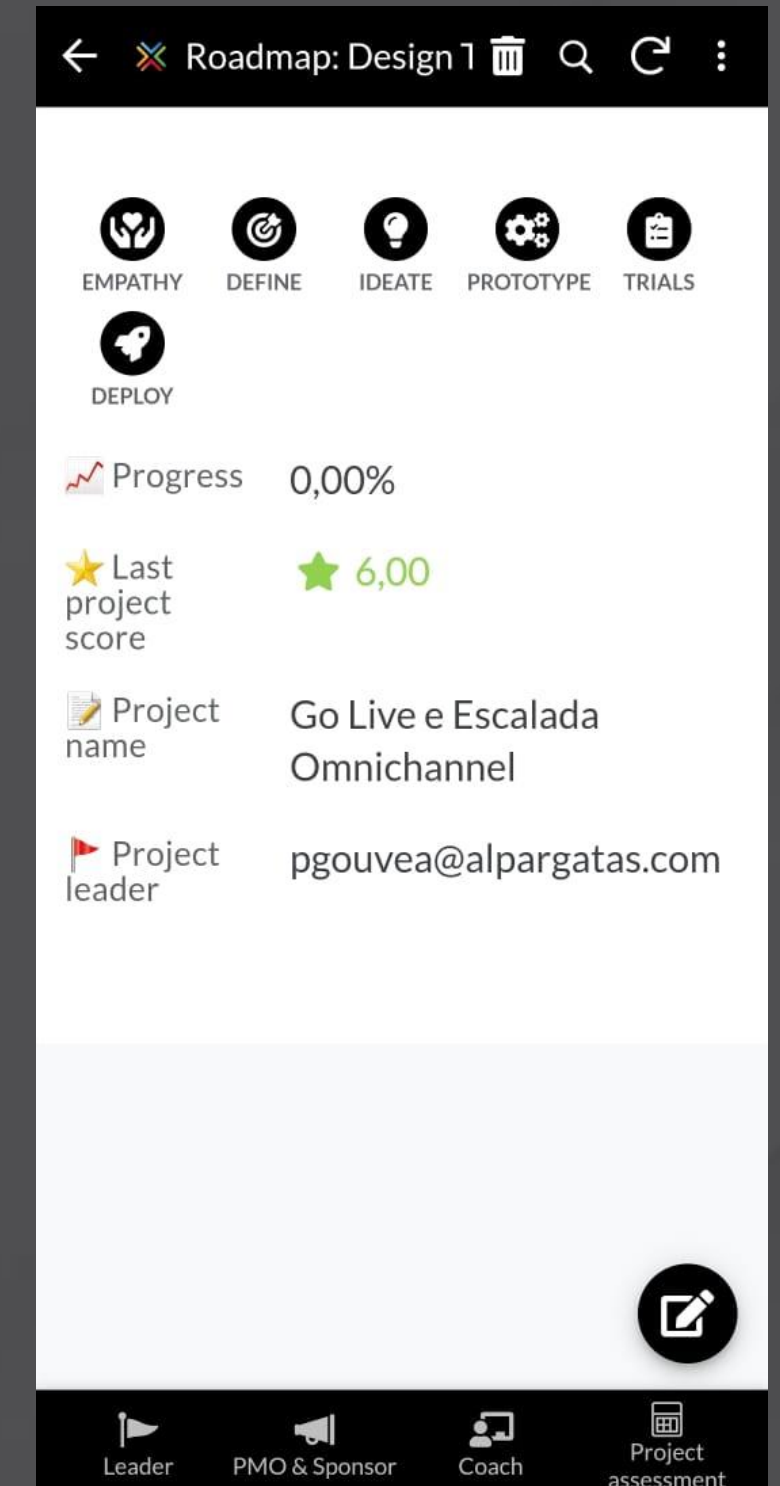 Roadmap: Design T
EMPATHY DEFINE IDEATE PROTOTYPE TRIALS
DEPLOY
Progress 0,00%
Last
project
score
6,00
Project
name
Go Live e Escalada
Omnichannel
Project
leader
pgouvea@alpargatas.com
Leader PMO & Sponsor Coach Project
assessment